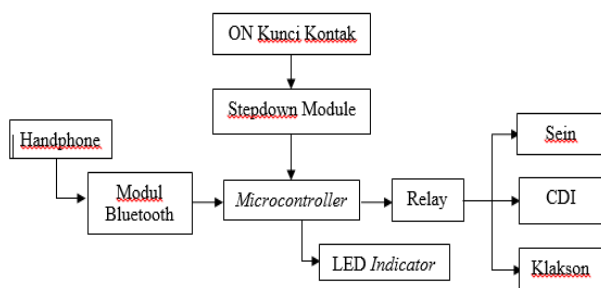 ON Kunci Kontak
Stepdown Module
Handphone
Modul
Bluetooth
Microcontroller
Relay
Sein
CDI
LED Indicator
Klakson